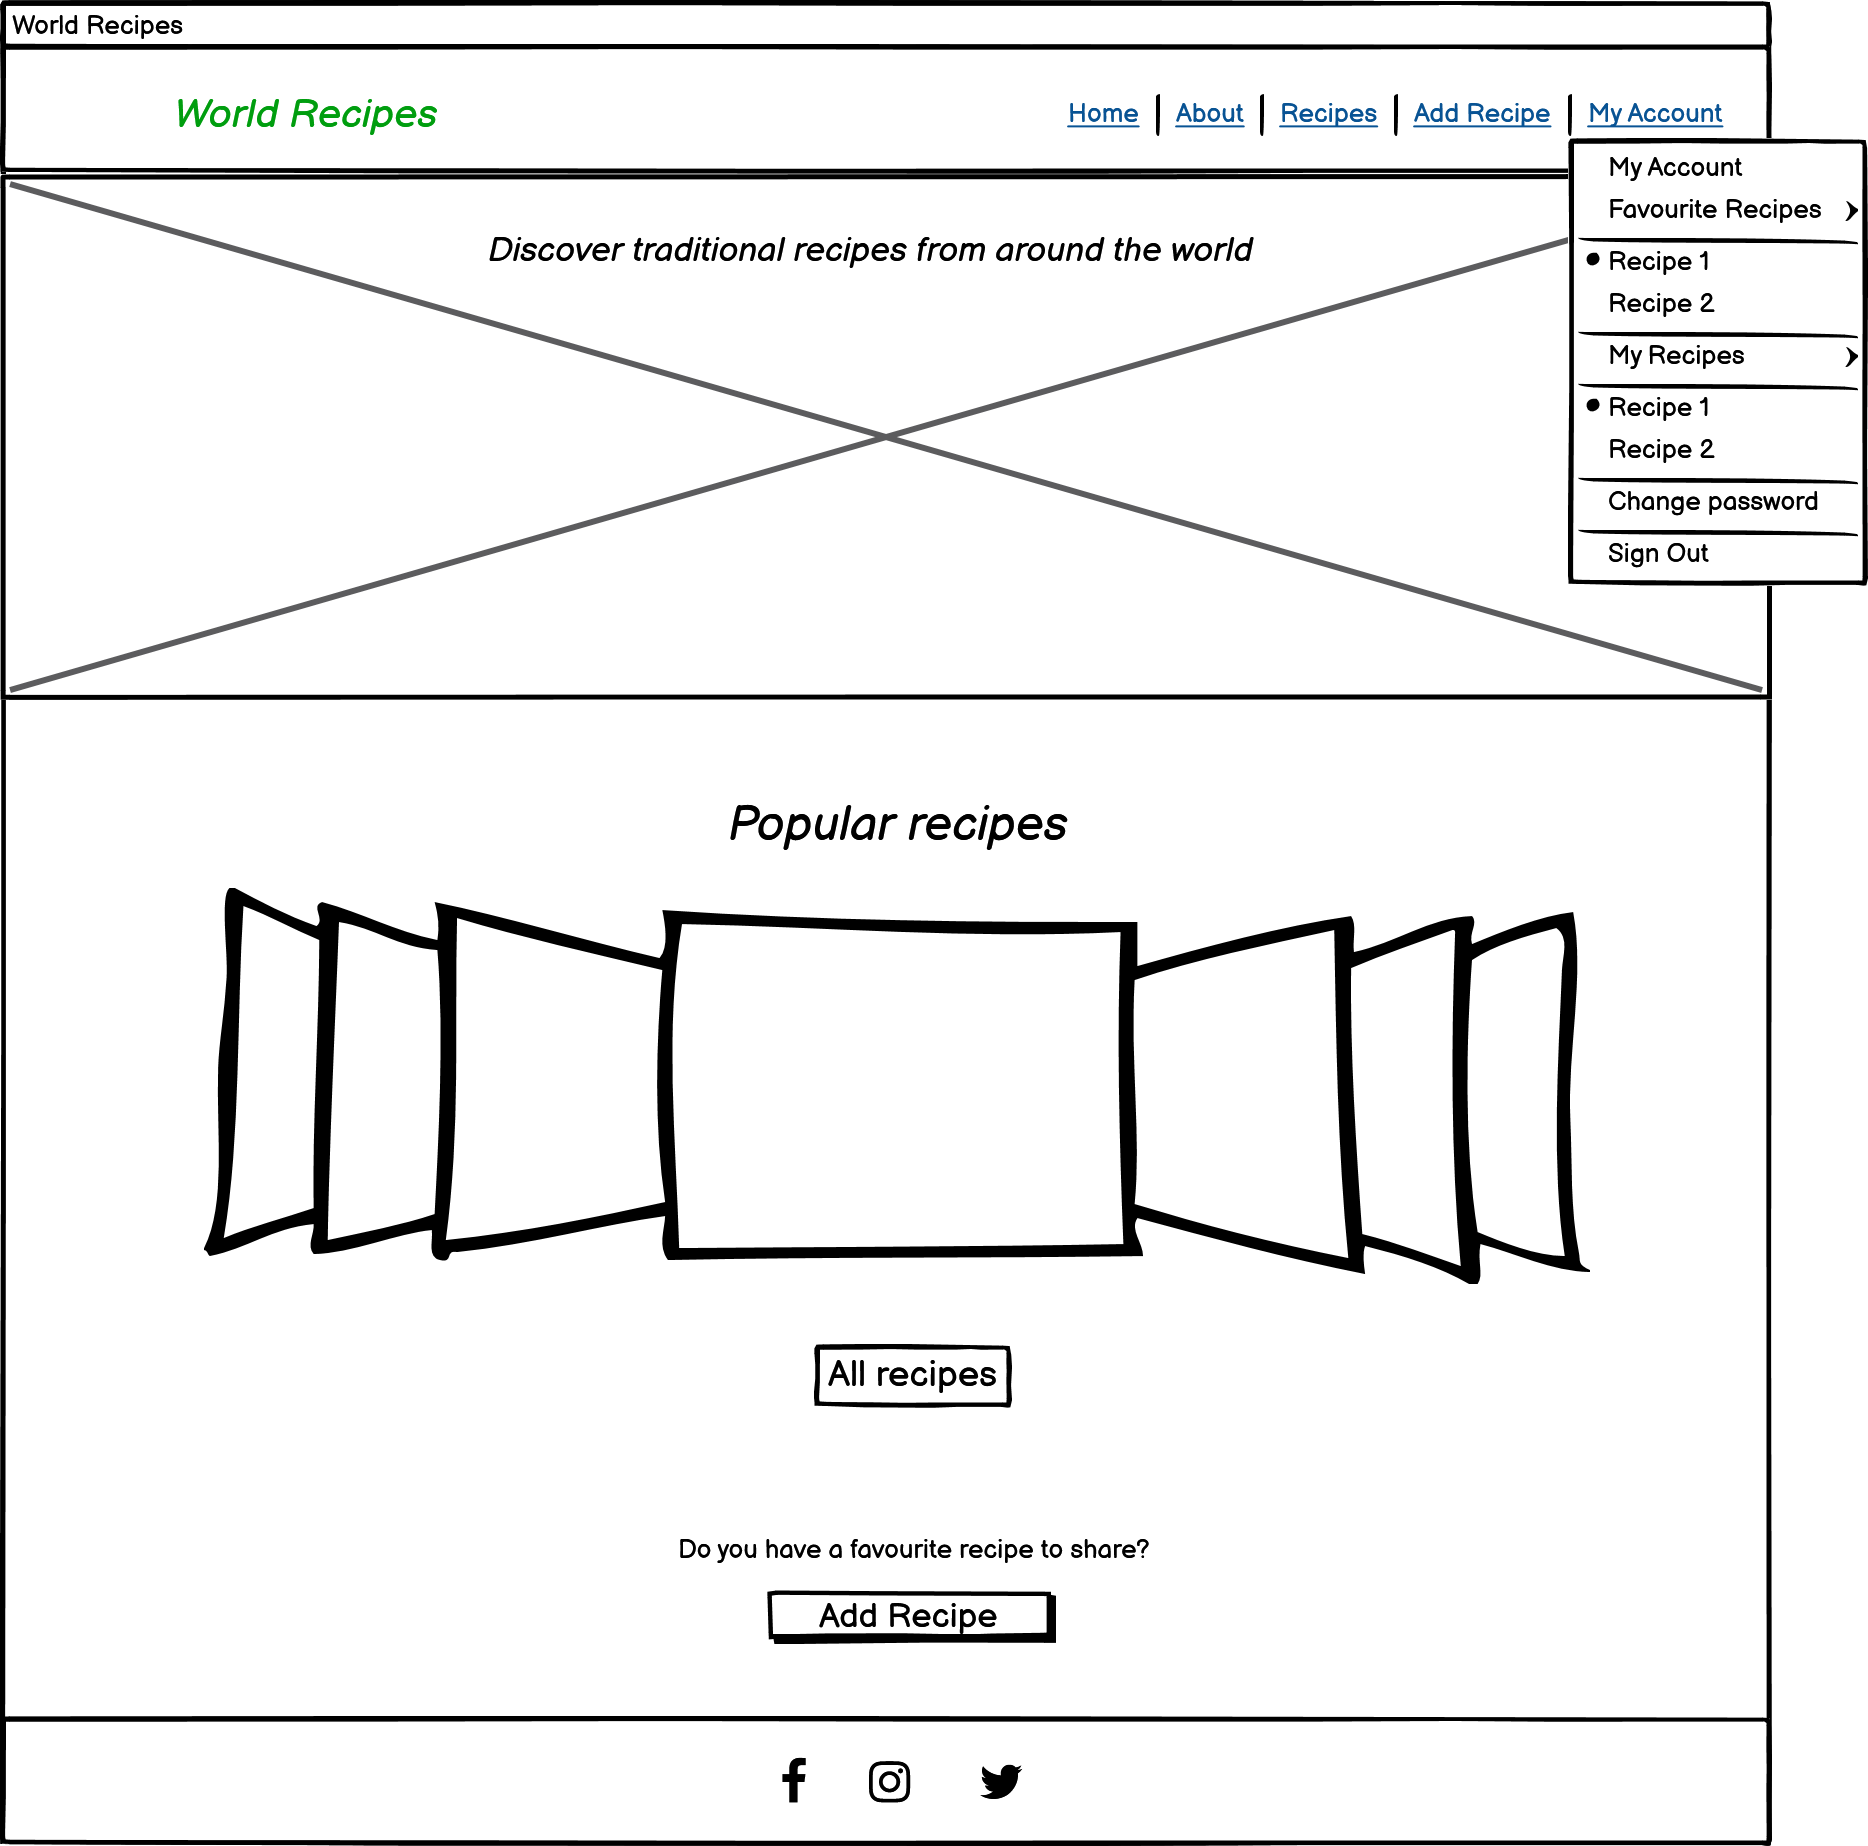 World Recipes
World Recipes
Home About Recipes Add Recipe My Account
My Account
Favourite Recipes
Recipe 1
Recipe 2
My Recipes
Recipe 1
Recipe 2
Change password
Sign Out
Discover traditional recipes from around the world
Popular recipes
All recipes
Do you have a favourite recipe to share?
Add Recipe